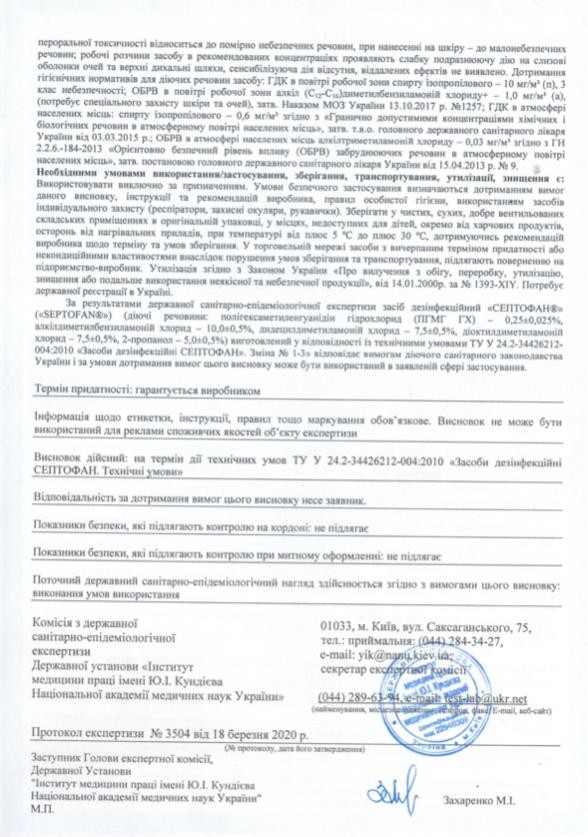 пероральної токсичності відноситься до помірно небезпечних речовин, при нанесенні на шкіру – до малонебезпечних
речовин; робочі розчини засобу в рекомендованих концентраціях проявляють слабку подразнюючу дію на слизові
оболонки очей та верхні дихальні шляхи, сенсибілізуюча дія відсутня, віддалених ефектів не виявлено. Дотримання
гігієнічних нормативів для діючих речовин засобу: ГДК в повітрі робочої зони спирту ізопропілового – 10 мг/м³ (п), 3
клас небезпечності; ОБРВ в повітрі робочої зони алкіл (C₁₂-C₁₄)диметилбензиламоній хлориду+ – 1,0 мг/м³ (а),
(потребує спеціального захисту шкіри та очей), затв. Наказом МОЗ України 13.10.2017 р. №1257; ГДК в атмосфері
населених місць: спирту ізопропілового – 0,6 мг/м³ згідно з «Гранично допустимими концентраціями хімічних і
біологічних речовин в атмосферному повітрі населених місць», затв. т.в.о. головного державного санітарного лікаря
України від 03.03.2015 р.; ОБРВ в атмосфері населених місць алкілтриметиламоній хлориду – 0,03 мг/м³ згідно з ГН
2.2.6.-184-2013 «Орієнтовно безпечний рівень впливу (ОБРВ) забруднюючих речовин в атмосферному повітрі
населених місць», затв. постановою головного державного санітарного лікаря України від 15.04.2013 р. № 9.
Необхідними умовами використання/застосування, зберігання, транспортування, утилізації, знищення є:
Використовувати виключно за призначенням. Умови безпечного застосування визначаються дотриманням вимог
даного висновку, інструкції та рекомендацій виробника, правил особистої гігієни, використанням засобів
індивідуального захисту (респіратори, захисні окуляри, рукавички). Зберігати у чистих, сухих, добре вентильованих
складських приміщеннях в оригінальній упаковці, у місцях, недоступних для дітей, окремо від харчових продуктів,
осторонь від нагрівальних приладів, при температурі від плюс 5 °C до плюс 30 °C, дотримуючись рекомендацій
виробника щодо терміну та умов зберігання. У торговельній мережі засоби з вичерпаним терміном придатності або
некондиційними властивостями внаслідок порушення умов зберігання та транспортування, підлягають поверненню на
підприємство-виробник. Утилізація згідно з Законом України «Про вилучення з обігу, переробку, утилізацію,
знищення або подальше використання неякісної та небезпечної продукції», від 14.01.2000р. за № 1393-XIV. Потребує
державної реєстрації в Україні.
За результатами державної санітарно-епідеміологічної експертизи засіб дезінфекційний «СЕПТОФАН®»
(«SEPTOFAN®») (діючі речовини: полігексаметиленгуанідин гідрохлорид (ПГМГ ГХ) – 0,25±0,025%,
алкілдиметилбензиламоній хлорид – 10,0±0,5%, дидецилдиметиламоній хлорид – 7,5±0,5%, діоктилдиметиламоній
хлорид – 7,5±0,5%, 2-пропанол – 5,0±0,5%) виготовлений у відповідності із технічними умовами ТУ У 24.2-34426212-
004:2010 «Засоби дезінфекційні СЕПТОФАН». Зміна № 1-3» відповідає вимогам діючого санітарного законодавства
України і за умови дотримання вимог цього висновку може бути використаний в заявленій сфері застосування.
Термін придатності: гарантується виробником
Інформація щодо етикетки, інструкції, правил тощо маркування обов’язкове. Висновок не може бути
використаний для реклами споживчих якостей об’єкту експертизи
Висновок дійсний: на термін дії технічних умов ТУ У 24.2-34426212-004:2010 «Засоби дезінфекційні
СЕПТОФАН. Технічні умови»
Відповідальність за дотримання вимог цього висновку несе заявник.
Показники безпеки, які підлягають контролю на кордоні: не підлягає
Показники безпеки, які підлягають контролю при митному оформленні: не підлягає
Поточний державний санітарно-епідеміологічний нагляд здійснюється згідно з вимогами цього висновку:
виконання умов використання
Комісія з державної
санітарно-епідеміологічної
експертизи
Державної установи «Інститут
медицини праці імені Ю.І. Кундієва
Національної академії медичних наук України»
01033, м. Київ, вул. Саксаганського, 75,
тел.: приймальня: (044) 284-34-27,
e-mail: yik@nanu.kiev.ua;
секретар експертної комісії
(044) 289-63-94, e-mail: test-lab@ukr.net
(найменування, місцезнаходження, телефон, факс, E-mail, веб-сайт)
Протокол експертизи № 3504 від 18 березня 2020 р.
(№ протоколу, дата його затвердження)
Заступник Голови експертної комісії,
Державної Установи
"Інститут медицини праці імені Ю.І. Кундієва
Національної академії медичних наук України"
М.П.
Захаренко М.І.